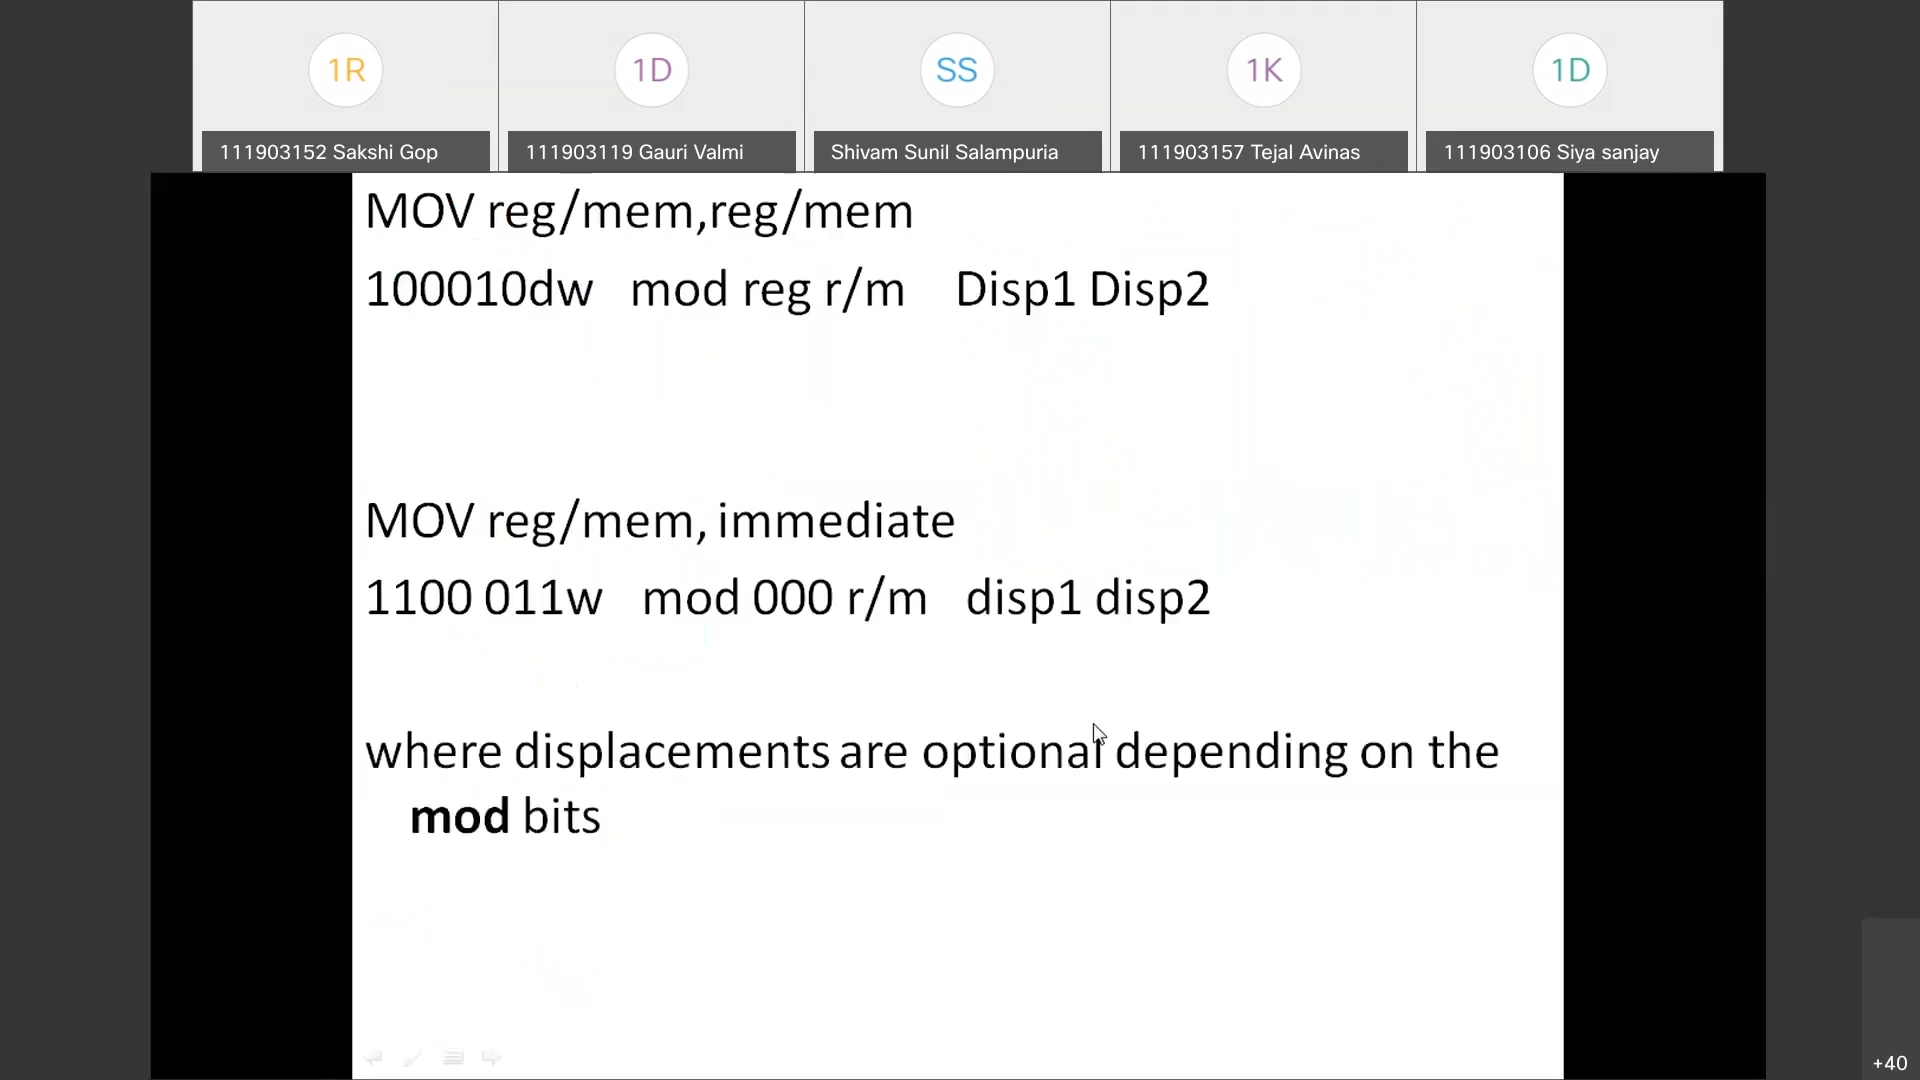 1R 1D SS 1K 1D
111903152 Sakshi Gop 111903119 Gauri Valmi Shivam Sunil Salampuria 111903157 Tejal Avinas 111903106 Siya sanjay
MOV reg/mem,reg/mem
100010dw mod reg r/m Disp1 Disp2
MOV reg/mem, immediate
1100 011w mod 000 r/m disp1 disp2
where displacements are optional depending on the
mod bits
+40